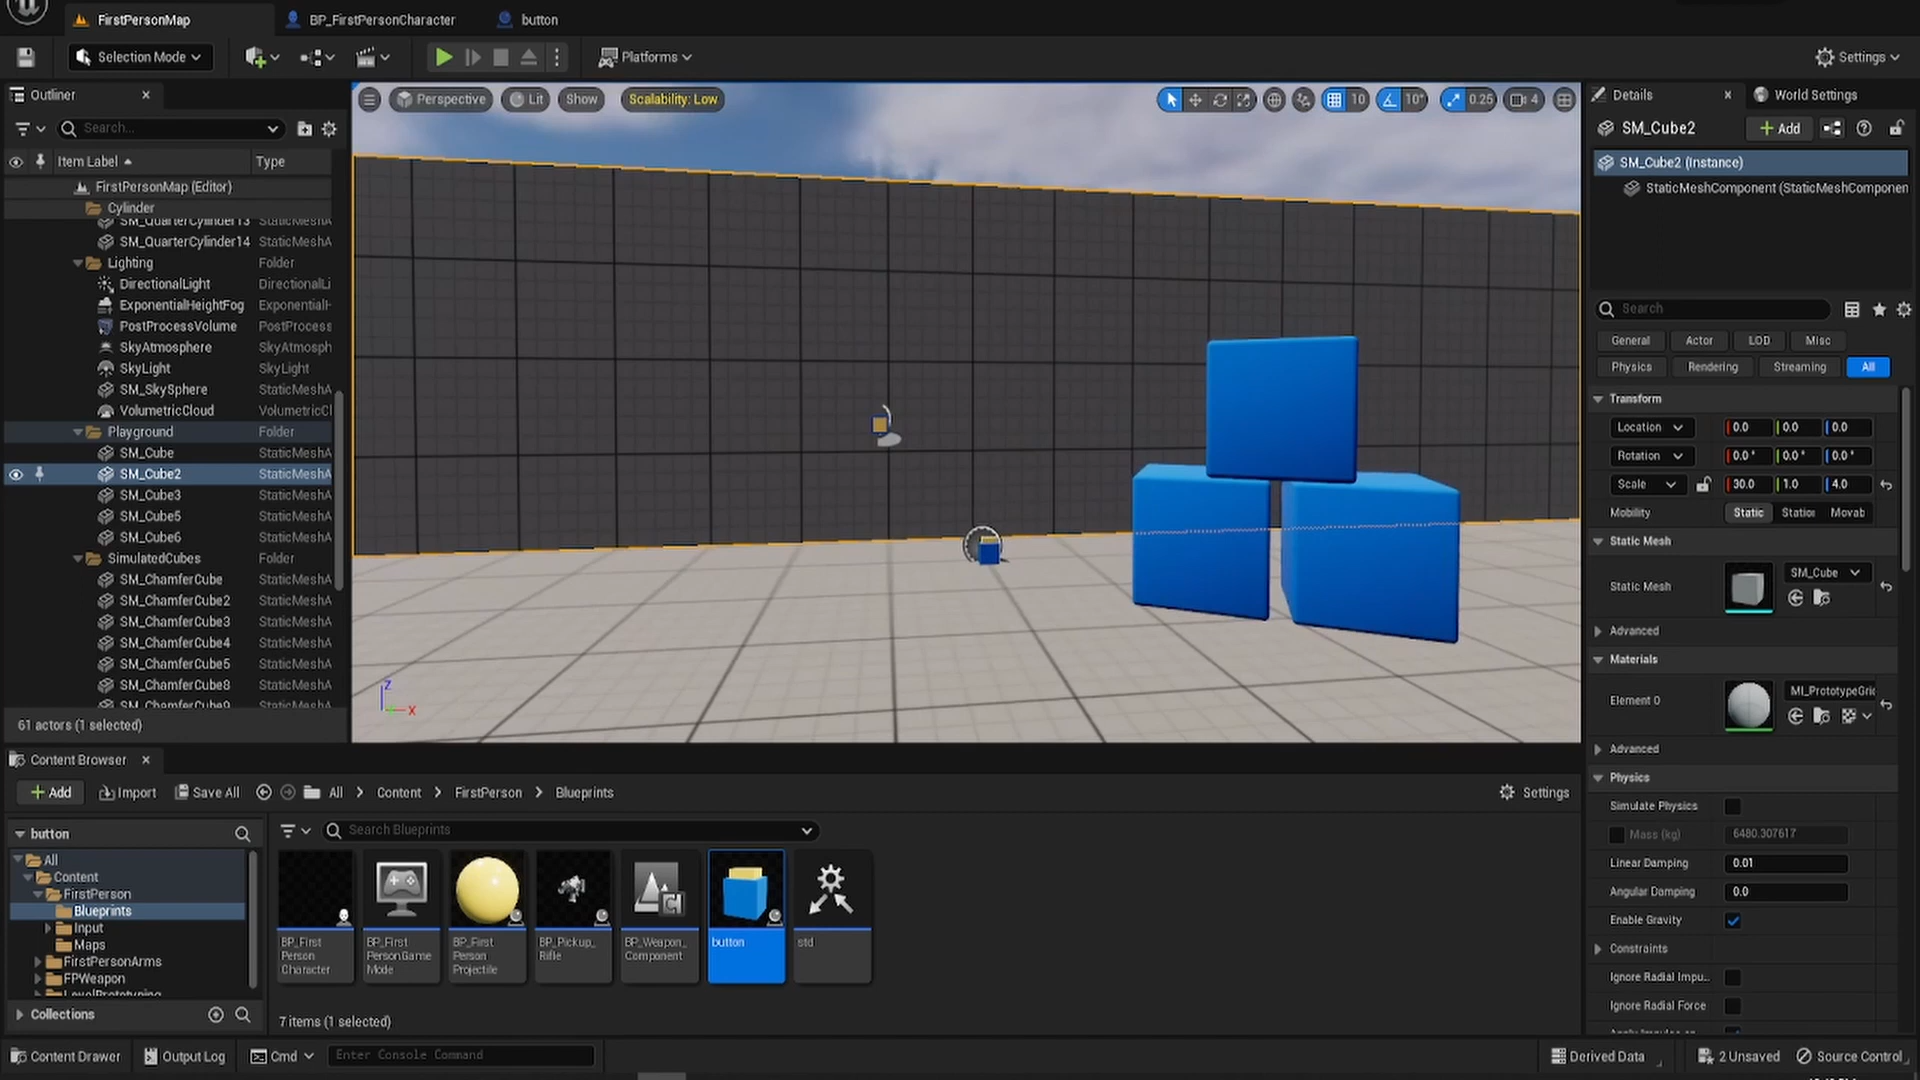 FirstPersonMap
BP_FirstPersonCharacter
button
Selection Mode
Platforms
Settings
Outliner
Search...
Item Label
Type
FirstPersonMap (Editor)
Cylinder
SM_QuarterCylinder13 StaticMeshA
SM_QuarterCylinder14 StaticMeshA
Lighting Folder
DirectionalLight DirectionalLi
ExponentialHeightFog ExponentialH
PostProcessVolume PostProcess
SkyAtmosphere SkyAtmosph
SkyLight SkyLight
SM_SkySphere StaticMeshA
VolumetricCloud VolumetricCl
Playground Folder
SM_Cube StaticMeshA
SM_Cube2 StaticMeshA
SM_Cube3 StaticMeshA
SM_Cube5 StaticMeshA
SM_Cube6 StaticMeshA
SimulatedCubes Folder
SM_ChamferCube StaticMeshA
SM_ChamferCube2 StaticMeshA
SM_ChamferCube3 StaticMeshA
SM_ChamferCube4 StaticMeshA
SM_ChamferCube5 StaticMeshA
SM_ChamferCube8 StaticMeshA
SM_ChamferCube9 StaticMeshA
61 actors (1 selected)
Perspective
Lit
Show
Scalability: Low
10
10°
0.25
4
Z
X
Details
World Settings
SM_Cube2
Add
SM_Cube2 (Instance)
StaticMeshComponent (StaticMeshComponen
Search
General
Actor
LOD
Misc
Physics
Rendering
Streaming
All
Transform
Location 0.0 0.0 0.0
Rotation 0.0° 0.0° 0.0°
Scale 30.0 1.0 4.0
Mobility Static Station Movab
Static Mesh
Static Mesh SM_Cube
Advanced
Materials
Element 0 MI_PrototypeGrid
Advanced
Physics
Simulate Physics
Mass (kg) 6480.307617
Linear Damping 0.01
Angular Damping 0.0
Enable Gravity
Constraints
Ignore Radial Impu..
Ignore Radial Force
Content Browser
Add
Import
Save All
All
Content
FirstPerson
Blueprints
Settings
button
All
Content
FirstPerson
Blueprints
Input
Maps
FirstPersonArms
FPWeapon
LevelPrototyping
Collections
Search Blueprints
BP_First
Person
Character
BP_First
PersonGame
Mode
BP_First
Person
Projectile
BP_Pickup_
Rifle
BP_Weapon_
Component
button
std
7 items (1 selected)
Content Drawer
Output Log
Cmd
Enter Console Command
Derived Data
2 Unsaved
Source Control